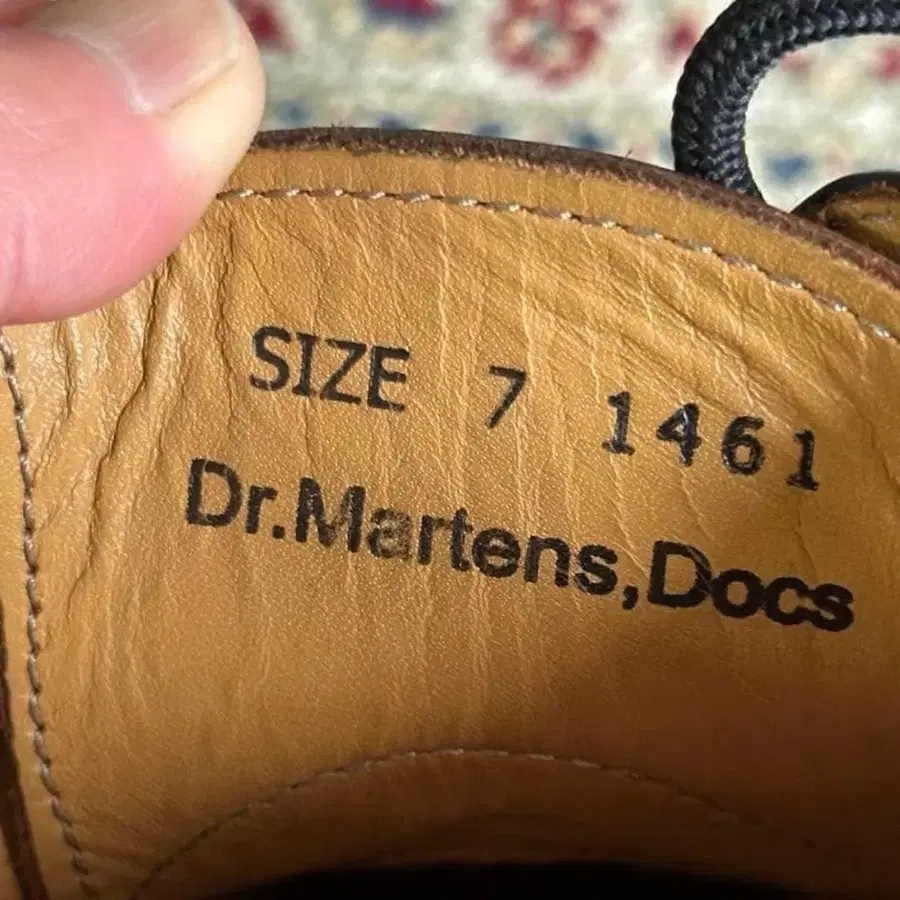 SIZE 7 1461
Dr.Martens,Docs